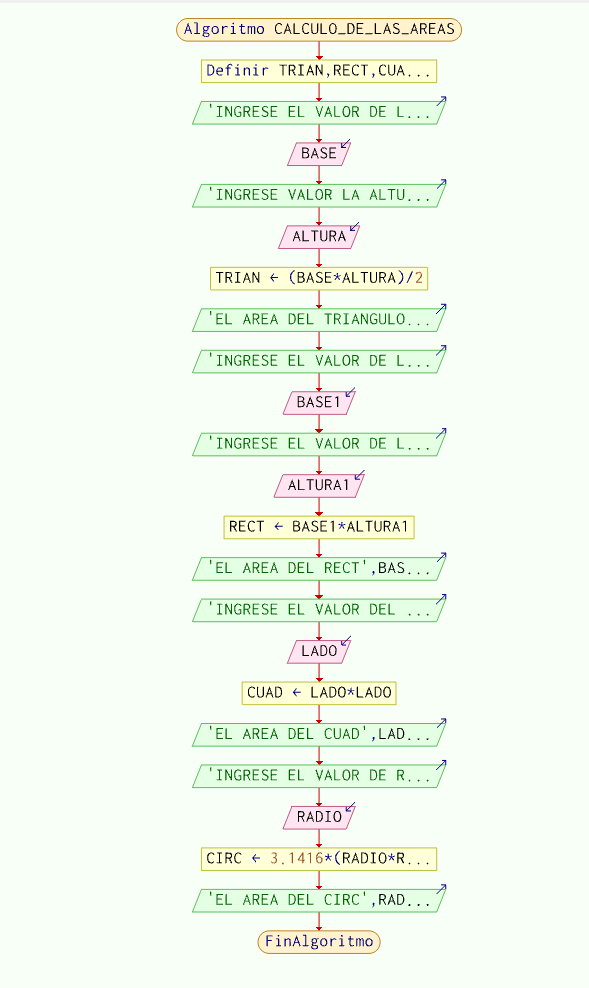 Algoritmo CALCULO_DE_LAS_AREAS
Definir TRIAN,RECT,CUA...
'INGRESE EL VALOR DE L...
BASE
'INGRESE VALOR LA ALTU...
ALTURA
TRIAN ← (BASE*ALTURA)/2
'EL AREA DEL TRIANGULO...
'INGRESE EL VALOR DE L...
BASE1
'INGRESE EL VALOR DE L...
ALTURA1
RECT ← BASE1*ALTURA1
'EL AREA DEL RECT',BAS...
'INGRESE EL VALOR DEL ...
LADO
CUAD ← LADO*LADO
'EL AREA DEL CUAD',LAD...
'INGRESE EL VALOR DE R...
RADIO
CIRC ← 3.1416*(RADIO*R...
'EL AREA DEL CIRC',RAD...
FinAlgoritmo